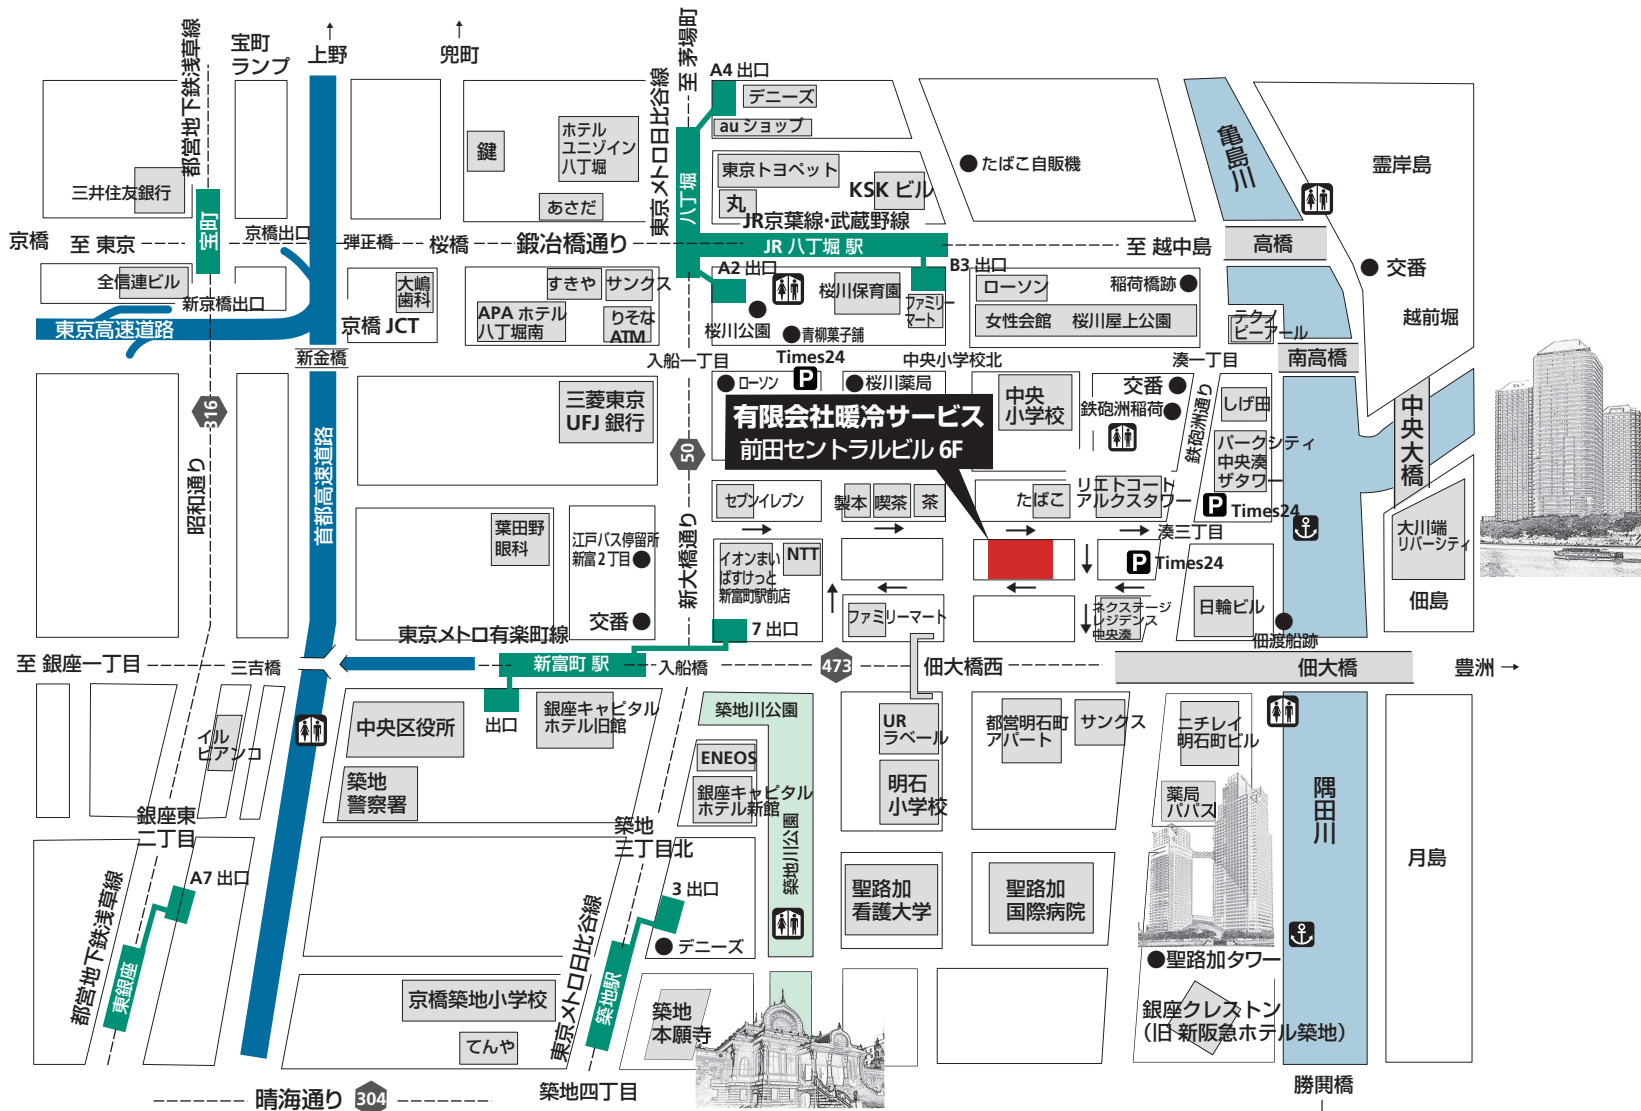 都営地下鉄浅草線
宝町
ランプ
上野
兜町
東京メトロ日比谷線
至 茅場町
A4 出口
デニーズ
au ショップ
鍵
ホテル
ユニゾイン
八丁堀
あさだ
三井住友銀行
八丁堀
東京トヨペット
丸
KSK ビル
たばこ自販機
亀島川
霊岸島
京橋
至 東京
宝町
京橋出口
弾正橋
桜橋
鍛冶橋通り
JR京葉線・武蔵野線
JR 八丁堀 駅
至 越中島
高橋
交番
全信連ビル
新京橋出口
東京高速道路
大嶋
歯科
京橋 JCT
すきや
サンクス
APA ホテル
八丁堀南
りそな
ATM
A2 出口
桜川公園
青柳菓子舗
桜川保育園
B3 出口
ファミリー
マート
ローソン
稲荷橋跡
女性会館
桜川屋上公園
テクノ
ピーアール
越前堀
新金橋
入船一丁目
Times24
中央小学校北
湊一丁目
南高橋
316
昭和通り
首都高速道路
三菱東京
UFJ 銀行
50
新大橋通り
ローソン
P
桜川薬局
有限会社暖冷サービス
前田セントラルビル 6F
中央
小学校
交番
鉄砲洲稲荷
鉄砲洲通り
しげ田
パークシティ
中央湊
ザタワー
中央大橋
セブンイレブン
製本
喫茶
茶
たばこ
リエトコート
アルクスタワー
P Times24
湊三丁目
大川端
リバーシティ
葉田野
眼科
江戸バス停留所
新富2丁目
交番
イオンまい
ばすけっと
新富町駅前店
NTT
P Times24
ファミリーマート
ネクステージ
レジデンス
中央湊
日輪ビル
佃渡船跡
佃島
7 出口
東京メトロ有楽町線
至 銀座一丁目
三吉橋
新富町 駅
入船橋
473
佃大橋西
佃大橋
豊洲
イル
ビアンコ
中央区役所
出口
銀座キャピタル
ホテル旧館
築地
警察署
築地川公園
ENEOS
銀座キャピタル
ホテル新館
UR
ラベール
明石
小学校
都営明石町
アパート
サンクス
ニチレイ
明石町ビル
薬局
パパス
隅田川
月島
銀座東
二丁目
A7 出口
都営地下鉄浅草線
東銀座
築地
三丁目北
築地川公園
3 出口
デニーズ
東京メトロ日比谷線
築地駅
聖路加
看護大学
聖路加
国際病院
聖路加タワー
京橋築地小学校
てんや
築地
本願寺
銀座クレストン
（旧 新阪急ホテル築地）
晴海通り
304
築地四丁目
勝鬨橋